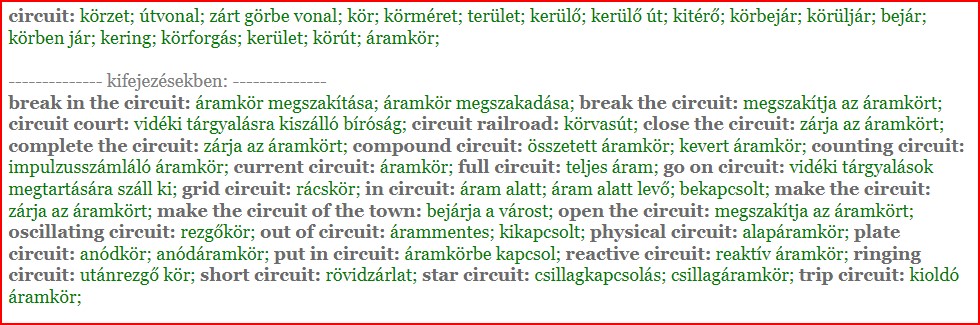 circuit: körzet; útvonal; zárt görbe vonal; kör; körméret; terület; kerülő; kerülő út; kitérő; körbejár; körüljár; bejár;
körben jár; kering; körforgás; kerület; körút; áramkör;
-------------- kifejezésekben: --------------
break in the circuit: áramkör megszakítása; áramkör megszakadása; break the circuit: megszakítja az áramkört;
circuit court: vidéki tárgyalásra kiszálló bíróság; circuit railroad: körvasút; close the circuit: zárja az áramkört;
complete the circuit: zárja az áramkört; compound circuit: összetett áramkör; kevert áramkör; counting circuit:
impulzusszámláló áramkör; current circuit: áramkör; full circuit: teljes áram; go on circuit: vidéki tárgyalások
megtartására száll ki; grid circuit: rácskör; in circuit: áram alatt; áram alatt levő; bekapcsolt; make the circuit:
zárja az áramkört; make the circuit of the town: bejárja a várost; open the circuit: megszakítja az áramkört;
oscillating circuit: rezgőkör; out of circuit: árammentes; kikapcsolt; physical circuit: alapáramkör; plate
circuit: anódkör; anódáramkör; put in circuit: áramkörbe kapcsol; reactive circuit: reaktív áramkör; ringing
circuit: utánrezgő kör; short circuit: rövidzárlat; star circuit: csillagkapcsolás; csillagáramkör; trip circuit: kioldó
áramkör;